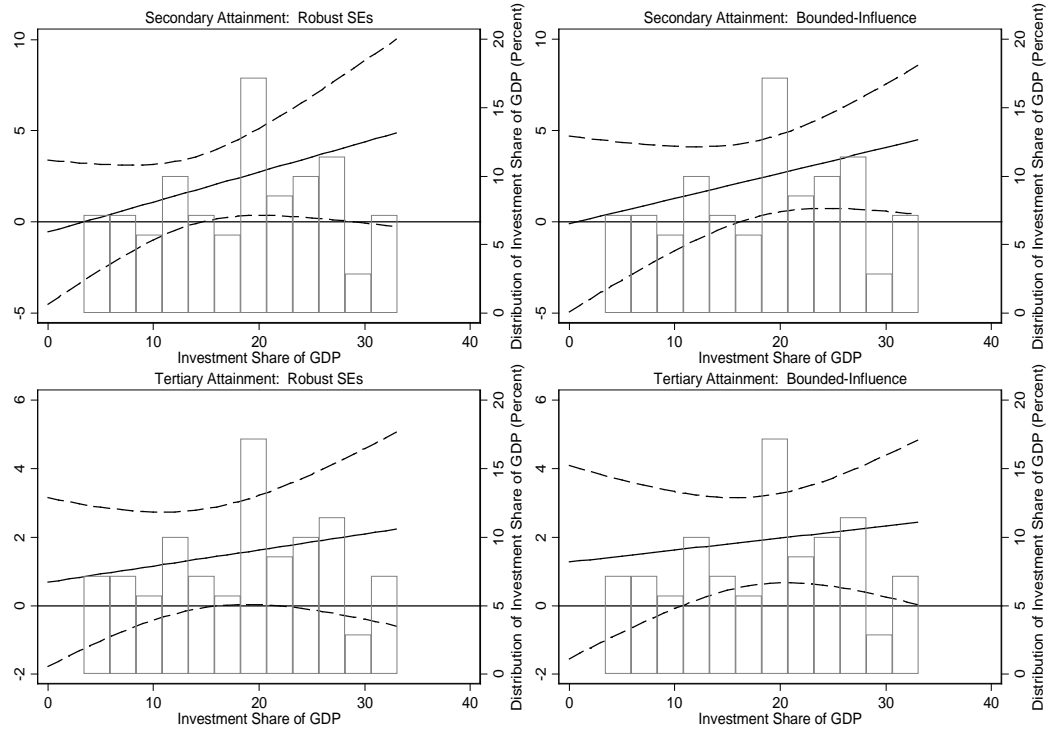 Secondary Attainment: Robust SEs
10
5
0
-5
20
15
10
5
0
Distribution of Investment Share of GDP (Percent)
0 10 20 30 40
Investment Share of GDP
Secondary Attainment: Bounded-Influence
10
5
0
-5
20
15
10
5
0
Distribution of Investment Share of GDP (Percent)
0 10 20 30 40
Investment Share of GDP
Tertiary Attainment: Robust SEs
6
4
2
0
-2
20
15
10
5
0
Distribution of Investment Share of GDP (Percent)
0 10 20 30 40
Investment Share of GDP
Tertiary Attainment: Bounded-Influence
6
4
2
0
-2
20
15
10
5
0
Distribution of Investment Share of GDP (Percent)
0 10 20 30 40
Investment Share of GDP